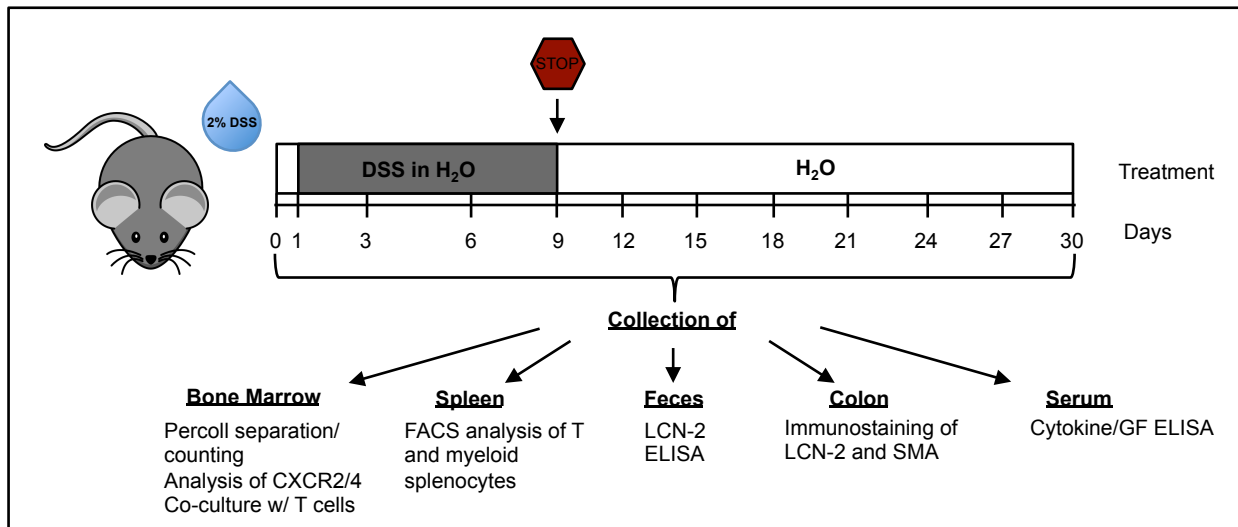 STOP
2% DSS
DSS in H₂O
H₂O
Treatment
0 1 3 6 9 12 15 18 21 24 27 30
Days
Collection of
Bone Marrow
Percoll separation/
counting
Analysis of CXCR2/4
Co-culture w/ T cells
Spleen
FACS analysis of T
and myeloid
splenocytes
Feces
LCN-2
ELISA
Colon
Immunostaining of
LCN-2 and SMA
Serum
Cytokine/GF ELISA